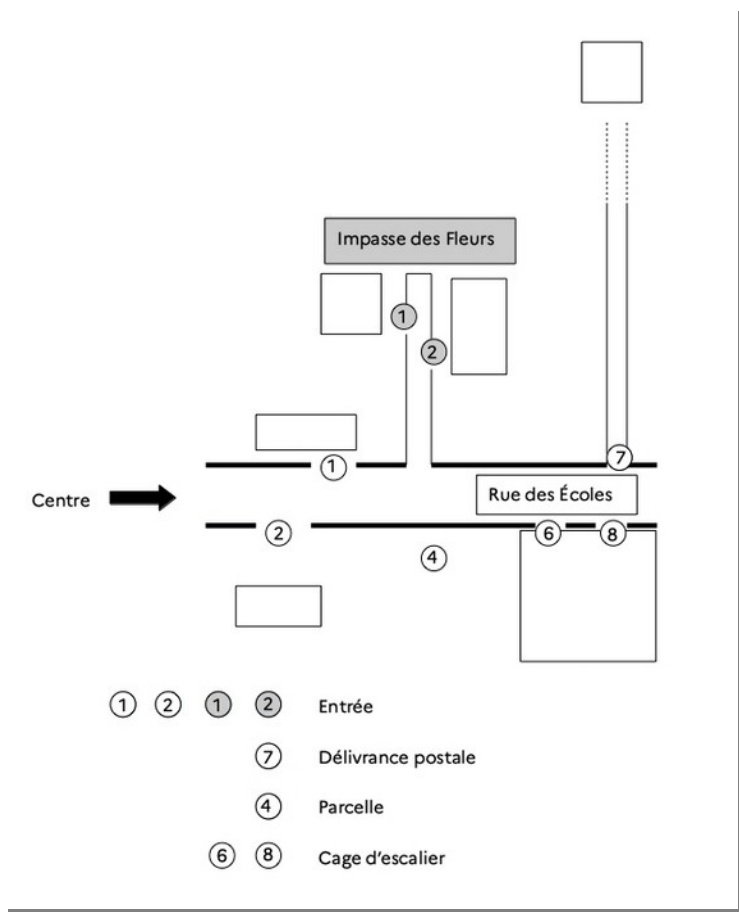 Impasse des Fleurs
1
2
1
7
Centre
Rue des Écoles
2
6
8
4
1 2 1 2 Entrée
7 Délivrance postale
4 Parcelle
6 8 Cage d'escalier